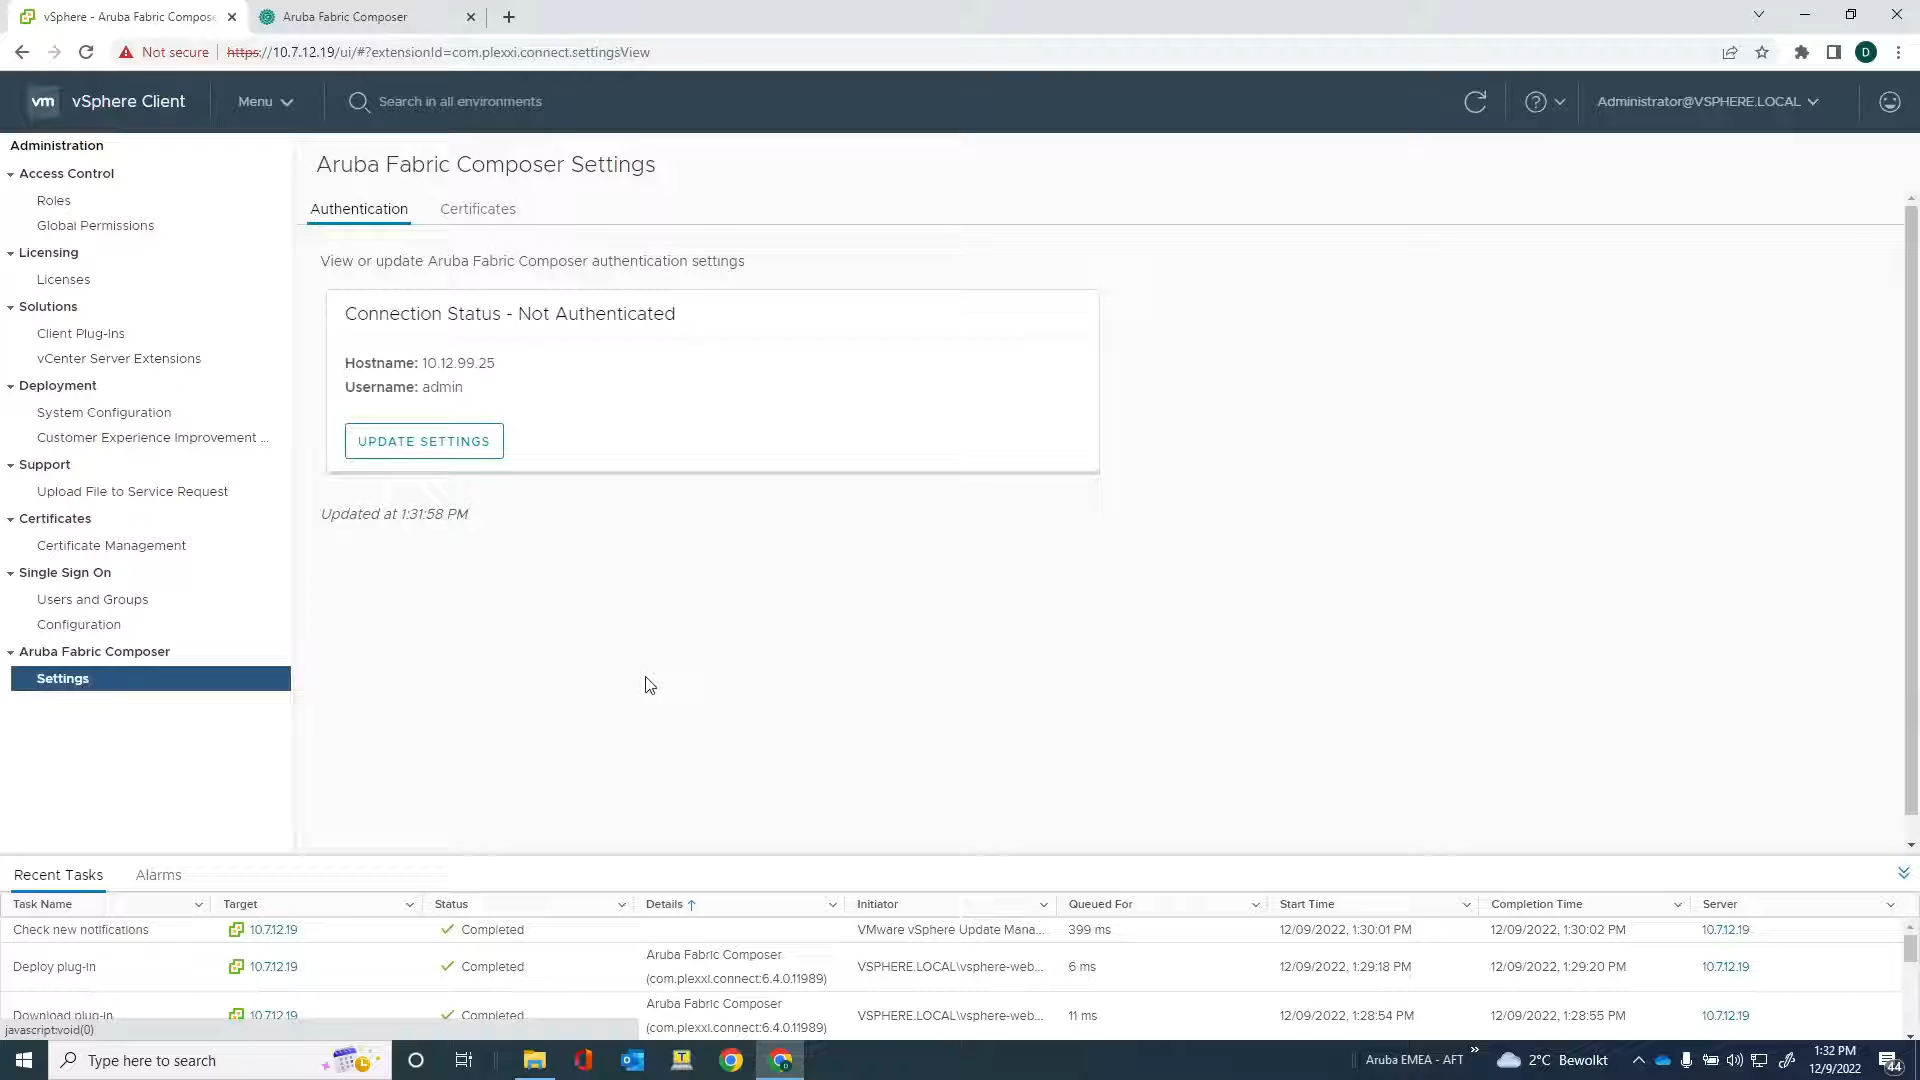 vSphere - Aruba Fabric Compose
Aruba Fabric Composer
Not secure
https://10.7.12.19/ui/#?extensionId=com.plexxi.connect.settingsView
D
vm
vSphere Client
Menu
Search in all environments
Administrator@VSPHERE.LOCAL
Administration
Access Control
Roles
Global Permissions
Licensing
Licenses
Solutions
Client Plug-Ins
vCenter Server Extensions
Deployment
System Configuration
Customer Experience Improvement ...
Support
Upload File to Service Request
Certificates
Certificate Management
Single Sign On
Users and Groups
Configuration
Aruba Fabric Composer
Settings
Aruba Fabric Composer Settings
Authentication
Certificates
View or update Aruba Fabric Composer authentication settings
Connection Status - Not Authenticated
Hostname: 10.12.99.25
Username: admin
UPDATE SETTINGS
Updated at 1:31:58 PM
Recent Tasks
Alarms
Task Name Target Status Details Initiator Queued For Start Time Completion Time Server
Check new notifications 10.7.12.19 Completed VMware vSphere Update Mana... 399 ms 12/09/2022, 1:30:01 PM 12/09/2022, 1:30:02 PM 10.7.12.19
Deploy plug-in 10.7.12.19 Completed Aruba Fabric Composer (com.plexxi.connect:6.4.0.11989) VSPHERE.LOCAL\vsphere-web... 6 ms 12/09/2022, 1:29:18 PM 12/09/2022, 1:29:20 PM 10.7.12.19
Download plug-in 10.7.12.19 Completed Aruba Fabric Composer (com.plexxi.connect:6.4.0.11989) VSPHERE.LOCAL\vsphere-web... 11 ms 12/09/2022, 1:28:54 PM 12/09/2022, 1:28:55 PM 10.7.12.19
javascript:void(0)
Type here to search
Aruba EMEA - AFT
2°C Bewolkt
1:32 PM
12/9/2022
44